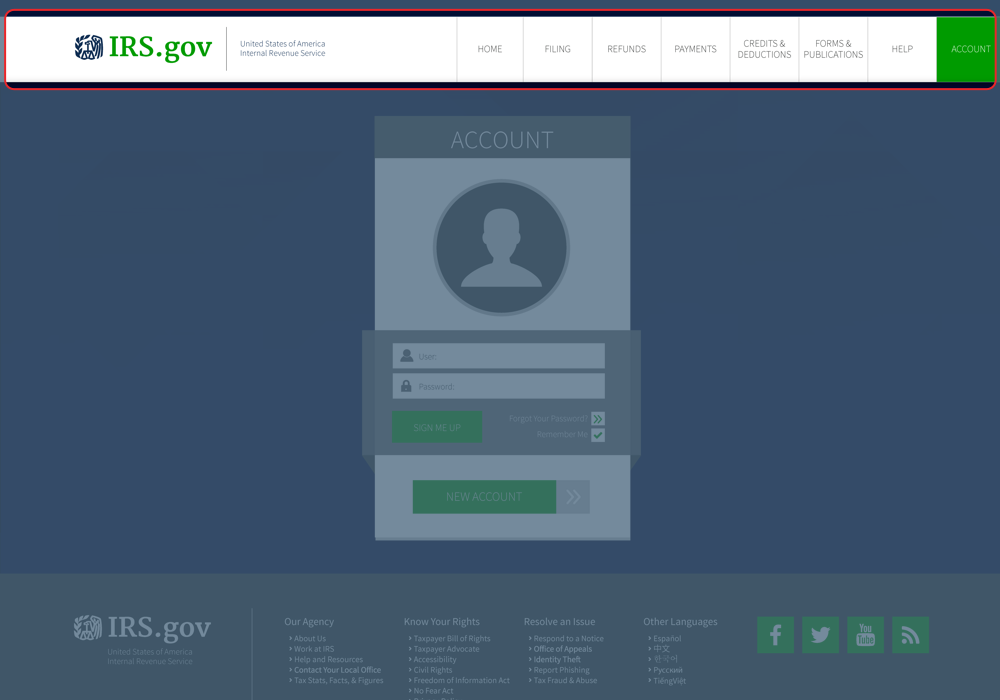 IRS.gov
United States of America
Internal Revenue Service
HOME
FILING
REFUNDS
PAYMENTS
CREDITS &
DEDUCTIONS
FORMS &
PUBLICATIONS
HELP
ACCOUNT
ACCOUNT
User:
Password:
SIGN ME UP
Forgot Your Password?
Remember Me
NEW ACCOUNT
IRS.gov
United States of America
Internal Revenue Service
Our Agency
About Us
Work at IRS
Help and Resources
Contact Your Local Office
Tax Stats, Facts, & Figures
Know Your Rights
Taxpayer Bill of Rights
Taxpayer Advocate
Accessibility
Civil Rights
Freedom of Information Act
No Fear Act
Resolve an Issue
Respond to a Notice
Office of Appeals
Identity Theft
Report Phishing
Tax Fraud & Abuse
Other Languages
Español
中文
한국어
Русский
TiếngViệt
You
Tube